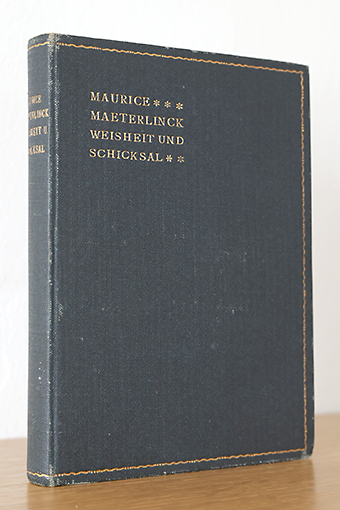 MAURICE ***
MAETERLINCK
WEISHEIT UND
SCHICKSAL **